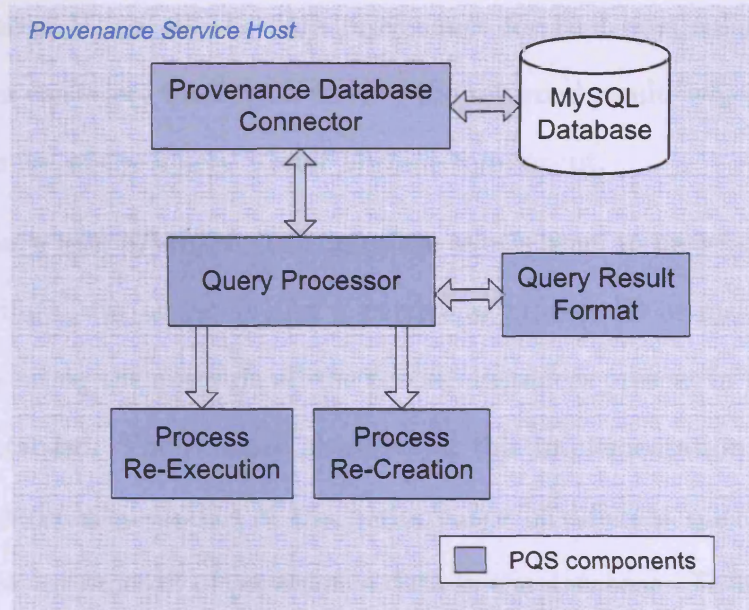 Provenance Service Host
Provenance Database
Connector
MySQL
Database
Query Processor
Query Result
Format
Process
Re-Execution
Process
Re-Creation
PQS components